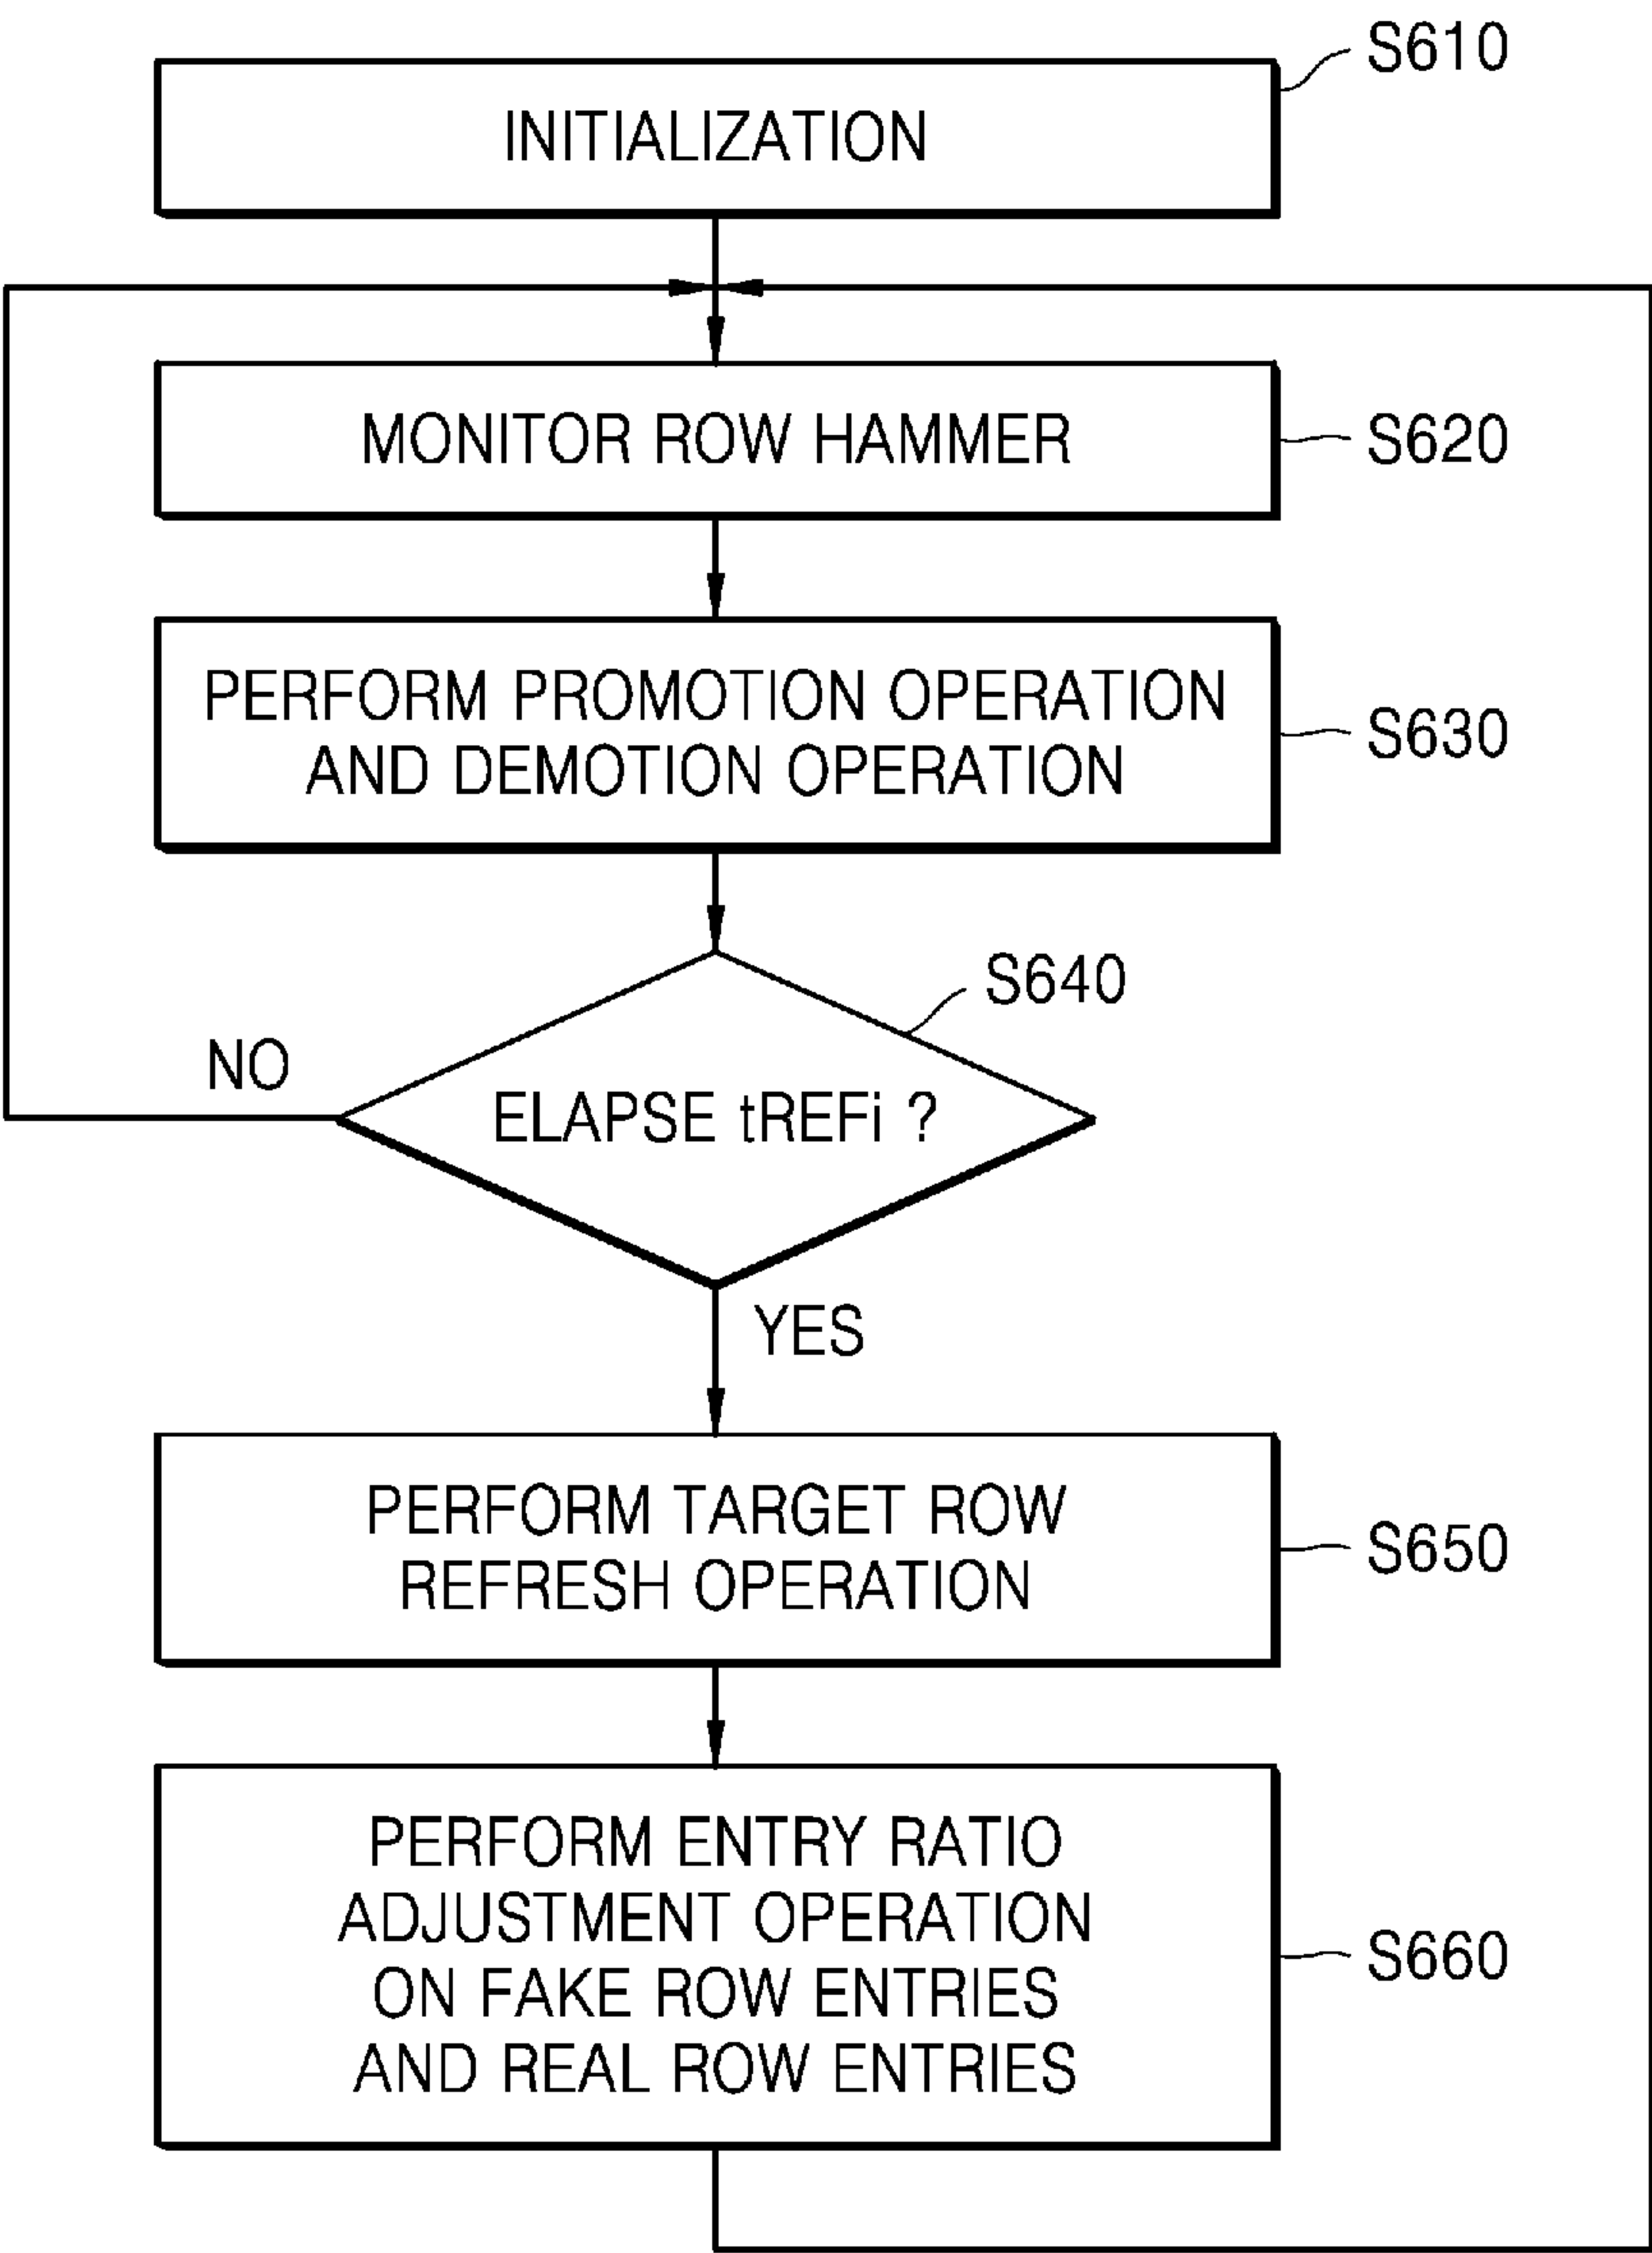 S610
INITIALIZATION
MONITOR ROW HAMMER
S620
PERFORM PROMOTION OPERATION
AND DEMOTION OPERATION
S630
S640
NO
ELAPSE tREFi ?
YES
PERFORM TARGET ROW
REFRESH OPERATION
S650
PERFORM ENTRY RATIO
ADJUSTMENT OPERATION
ON FAKE ROW ENTRIES
AND REAL ROW ENTRIES
S660